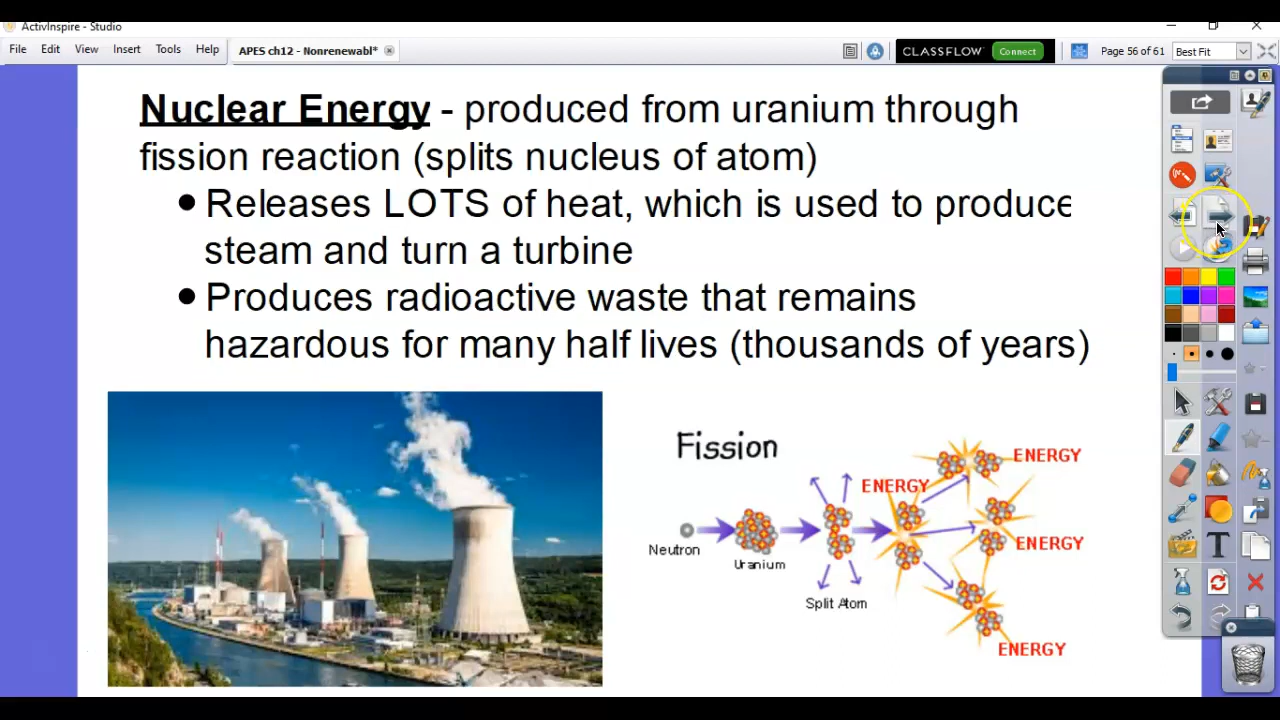 ActivInspire - Studio
File Edit View Insert Tools Help
APES ch12 - Nonrenewabl*
CLASSFLOW Connect
Page 56 of 61
Best Fit
Nuclear Energy - produced from uranium through
fission reaction (splits nucleus of atom)
• Releases LOTS of heat, which is used to produce
steam and turn a turbine
• Produces radioactive waste that remains
hazardous for many half lives (thousands of years)
Fission
ENERGY
ENERGY
ENERGY
ENERGY
Neutron
Uranium
Split Atom
T